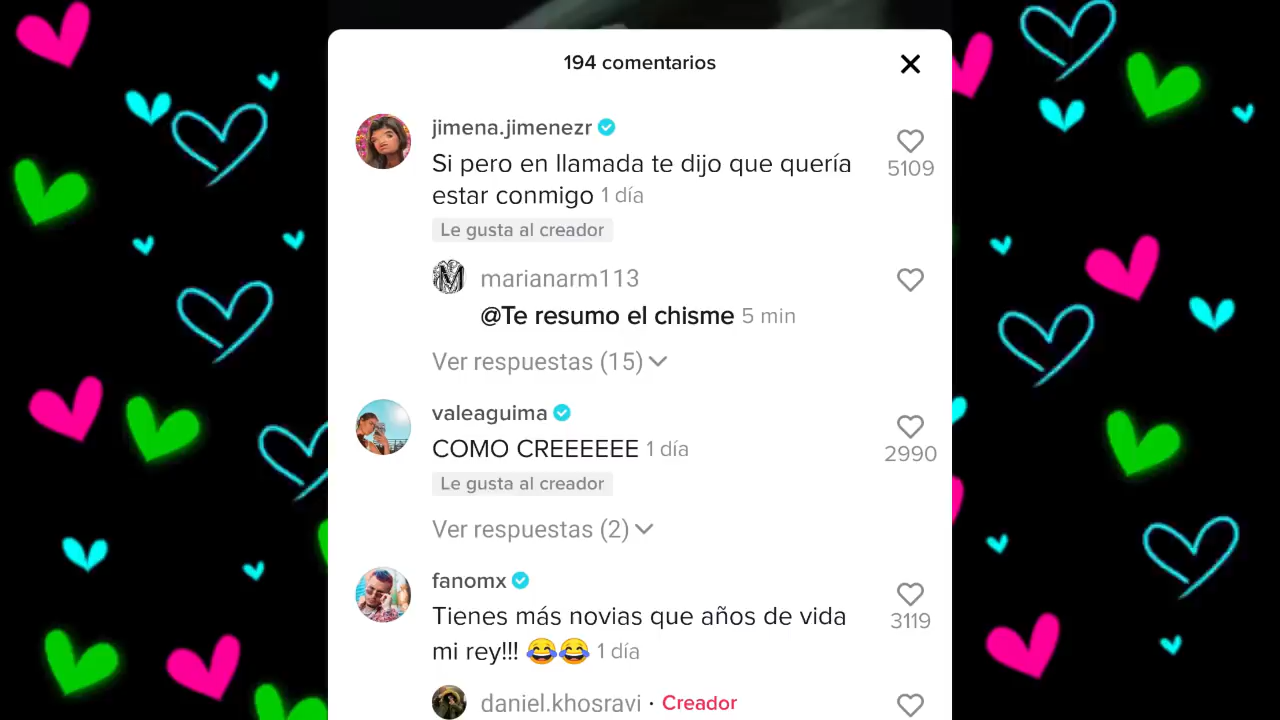 194 comentarios
jimena.jimenezr
Si pero en llamada te dijo que quería
estar conmigo 1 día
5109
Le gusta al creador
marianarm113
@Te resumo el chisme 5 min
Ver respuestas (15)
valeaguima
COMO CREEEEEE 1 día
2990
Le gusta al creador
Ver respuestas (2)
fanomx
Tienes más novias que años de vida
3119
mi rey!!! 😂😂 1 día
daniel.khosravi · Creador